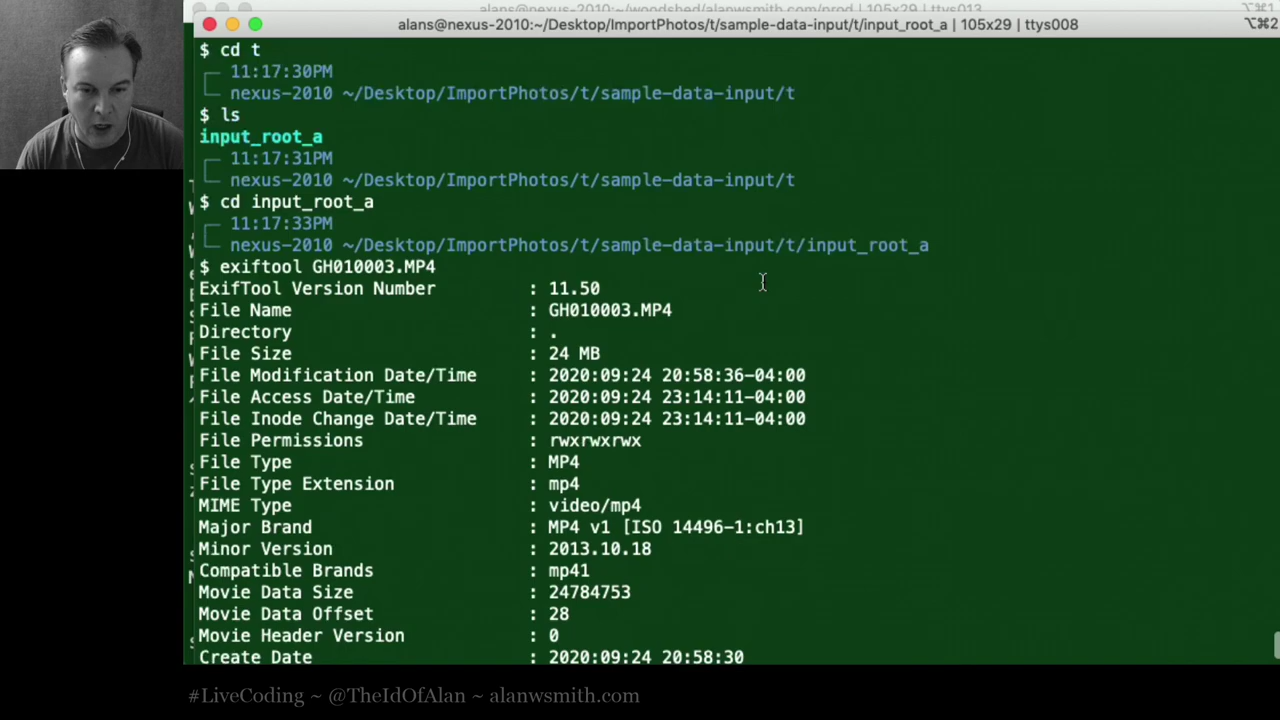 ~/woodshed/alanwsmith.com/prod | 105x29 | ttys013
alans@nexus-2010:~/Desktop/ImportPhotos/t/sample-data-input/t/input_root_a | 105x29 | ttys008 ⌥⌘2
$ cd t
11:17:30PM
nexus-2010 ~/Desktop/ImportPhotos/t/sample-data-input/t
$ ls
input_root_a
11:17:31PM
nexus-2010 ~/Desktop/ImportPhotos/t/sample-data-input/t
$ cd input_root_a
11:17:33PM
nexus-2010 ~/Desktop/ImportPhotos/t/sample-data-input/t/input_root_a
$ exiftool GH010003.MP4
ExifTool Version Number : 11.50
File Name : GH010003.MP4
Directory : .
File Size : 24 MB
File Modification Date/Time : 2020:09:24 20:58:36-04:00
File Access Date/Time : 2020:09:24 23:14:11-04:00
File Inode Change Date/Time : 2020:09:24 23:14:11-04:00
File Permissions : rwxrwxrwx
File Type : MP4
File Type Extension : mp4
MIME Type : video/mp4
Major Brand : MP4 v1 [ISO 14496-1:ch13]
Minor Version : 2013.10.18
Compatible Brands : mp41
Movie Data Size : 24784753
Movie Data Offset : 28
Movie Header Version : 0
Create Date : 2020:09:24 20:58:30
#LiveCoding ~ @TheIdOfAlan ~ alanwsmith.com